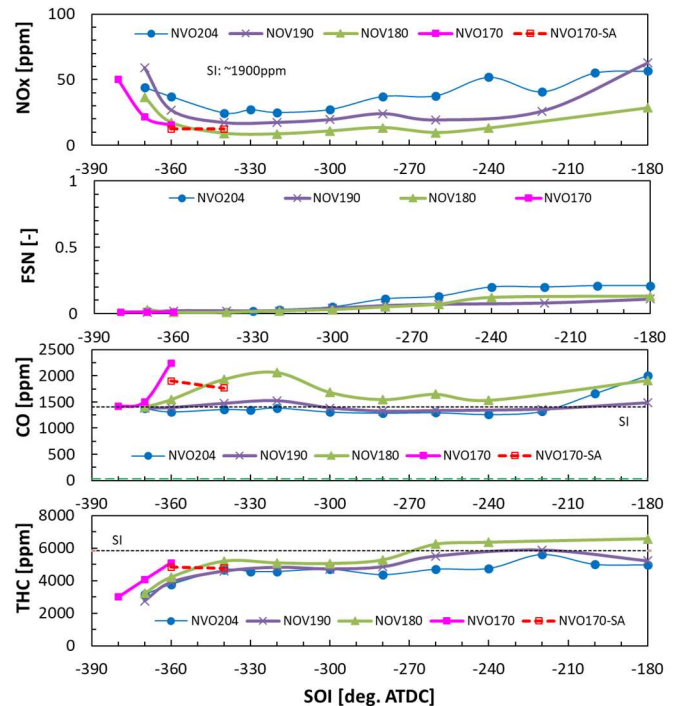 NOx [ppm]
100
50
0
NVO204 NOV190 NOV180 NVO170 NVO170-SA
SI: ~1900ppm
-390 -360 -330 -300 -270 -240 -210 -180
FSN [-]
1
0.5
0
NVO204 NOV190 NOV180 NVO170
-390 -360 -330 -300 -270 -240 -210 -180
CO [ppm]
2500
2000
1500
1000
500
0
SI
NVO204 NOV190 NOV180 NVO170 NVO170-SA
-390 -360 -330 -300 -270 -240 -210 -180
THC [ppm]
8000
6000
4000
2000
0
SI
NVO204 NOV190 NOV180 NVO170 NVO170-SA
-390 -360 -330 -300 -270 -240 -210 -180
SOI [deg. ATDC]